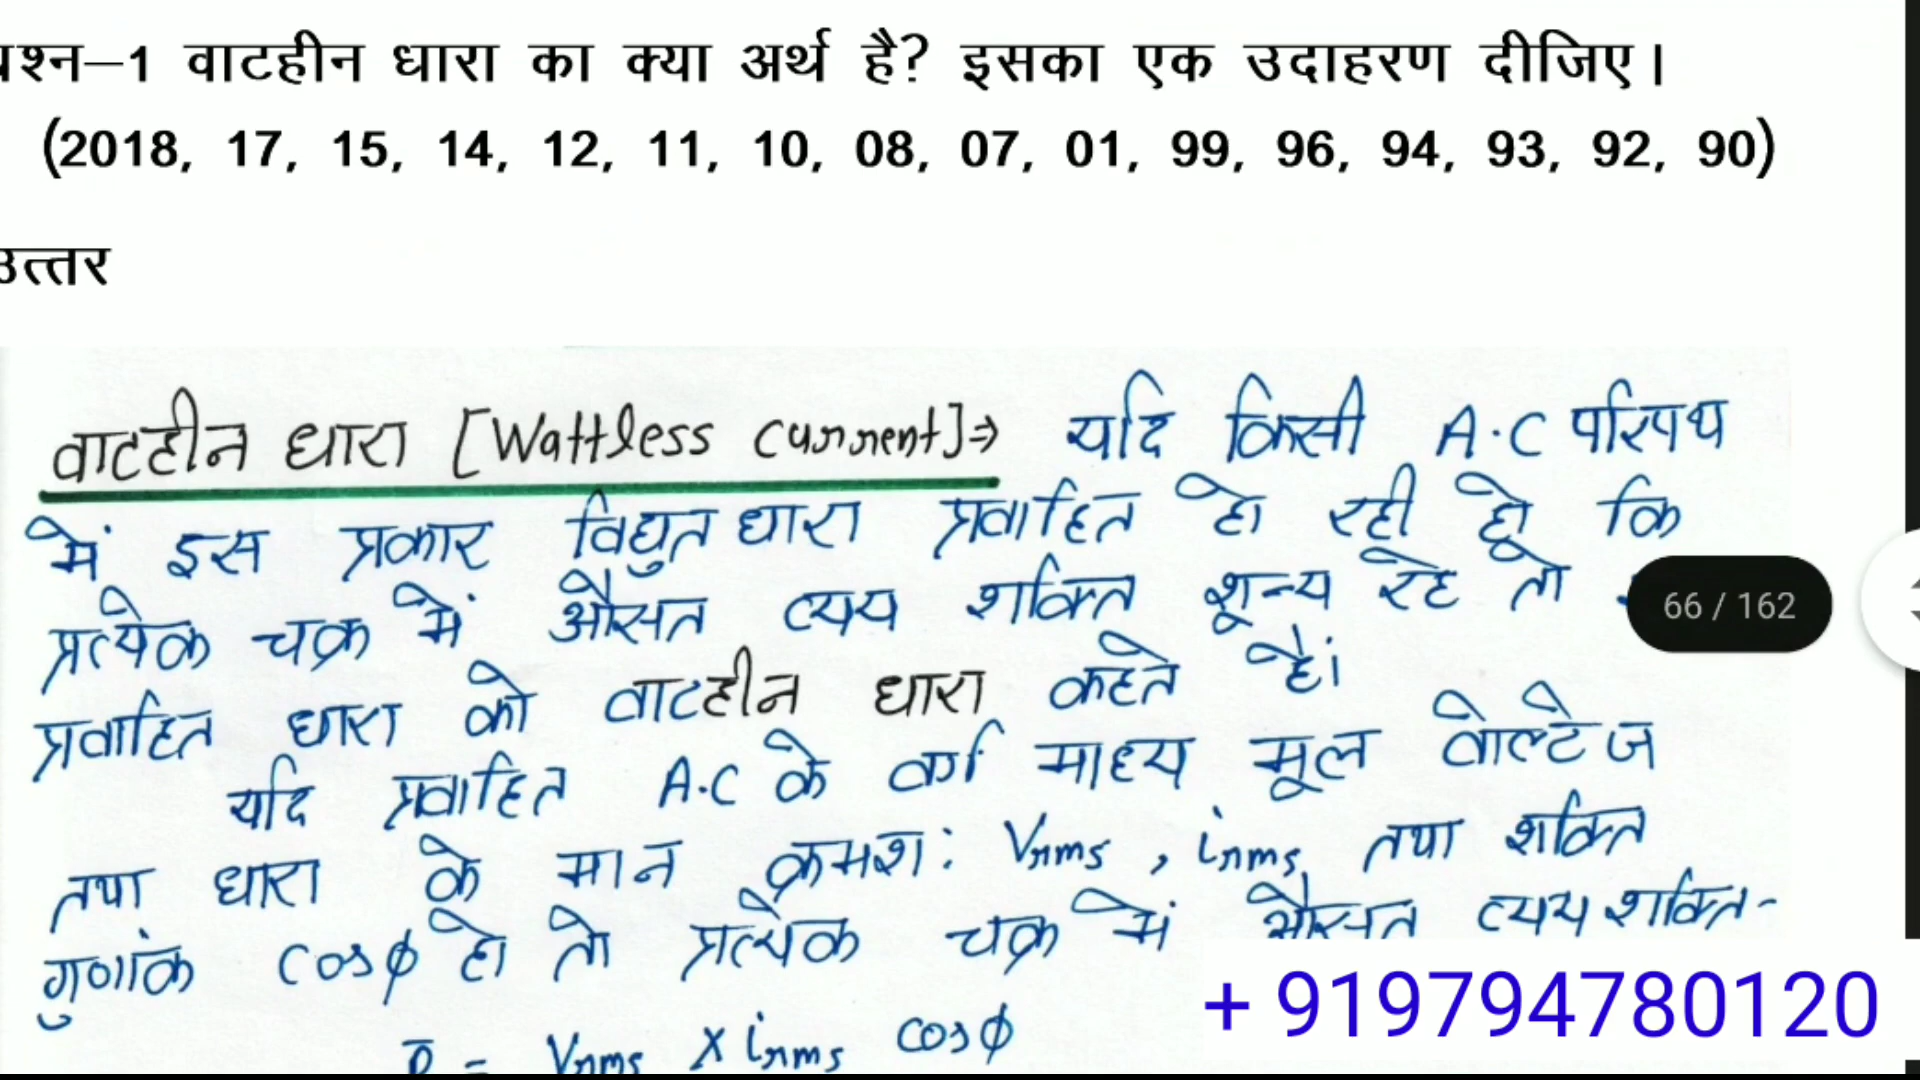 प्रश्न–1 वाटहीन धारा का क्या अर्थ है? इसका एक उदाहरण दीजिए।
(2018, 17, 15, 14, 12, 11, 10, 08, 07, 01, 99, 96, 94, 93, 92, 90)
उत्तर
वाटहीन धारा [Wattless Current]⇒ यदि किसी A.C परिपथ
में इस प्रकार विद्युत धारा प्रवाहित हो रही हो कि
प्रत्येक चक्र में औसत व्यय शक्ति शून्य रहे तो
66 / 162
प्रवाहित धारा को वाटहीन धारा कहते हैं।
यदि प्रवाहित A.C के वर्ग माध्य मूल वोल्टेज
तथा धारा के मान क्रमश: Vrms , irms तथा शक्ति
गुणांक cosϕ हो तो प्रत्येक चक्र में औसत व्यय शक्ति-
P̄ = Vrms × irms cosϕ
+ 919794780120